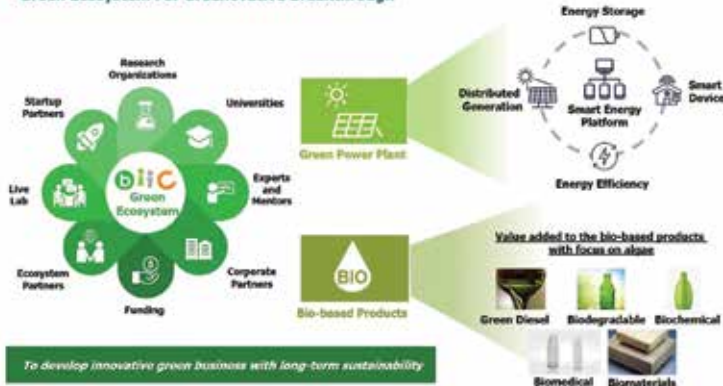 Research
Organizations
Startup
Partners
Universities
Live
Lab
biiC
Green
Ecosystem
Experts
and
Mentors
Ecosystem
Partners
Corporate
Partners
Funding
Green Power Plant
BIO
Bio-based Products
Energy Storage
Distributed
Generation
Smart Energy
Platform
Smart
Device
Energy Efficiency
Value added to the bio-based products
with focus on algae
Green Diesel
Biodegradable
Biochemical
Biomedical
Biomaterials
To develop innovative green business with long-term sustainability